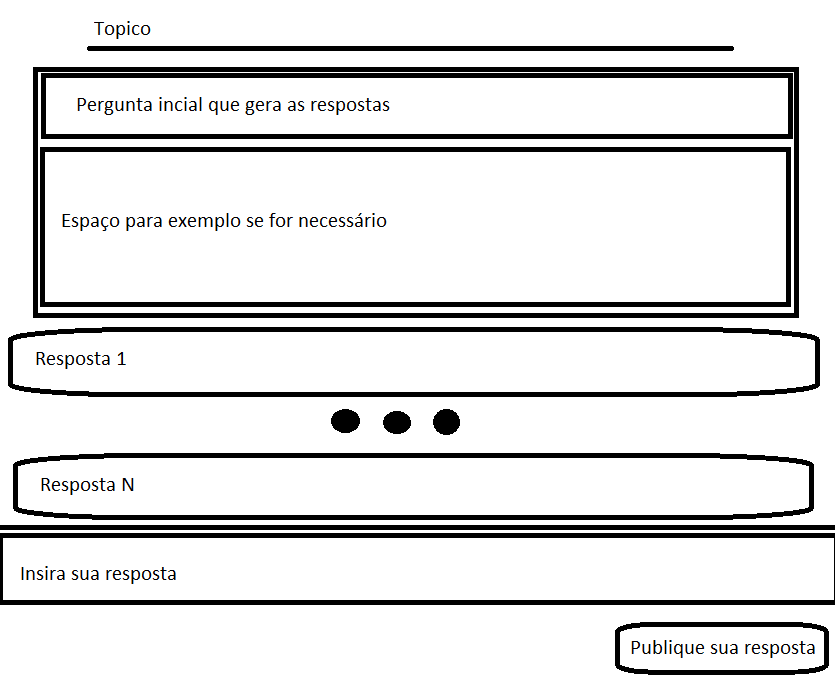 Topico
Pergunta incial que gera as respostas
Espaço para exemplo se for necessário
Resposta 1
Resposta N
Insira sua resposta
Publique sua resposta